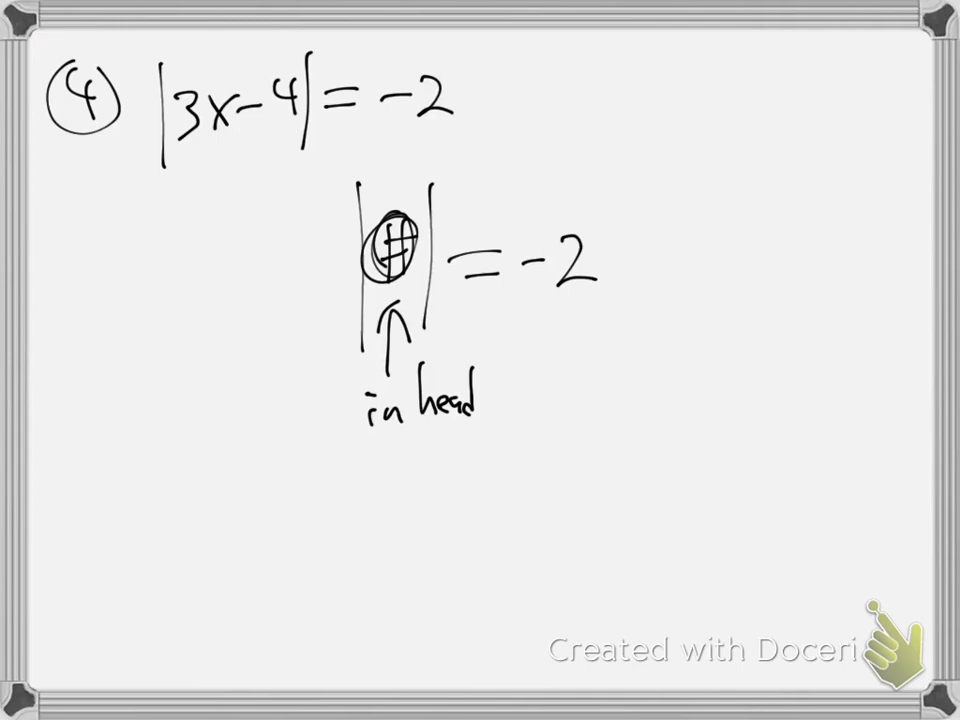 ④ |3x-4| = -2
|#| = -2
↑
in head
Created with Doceri